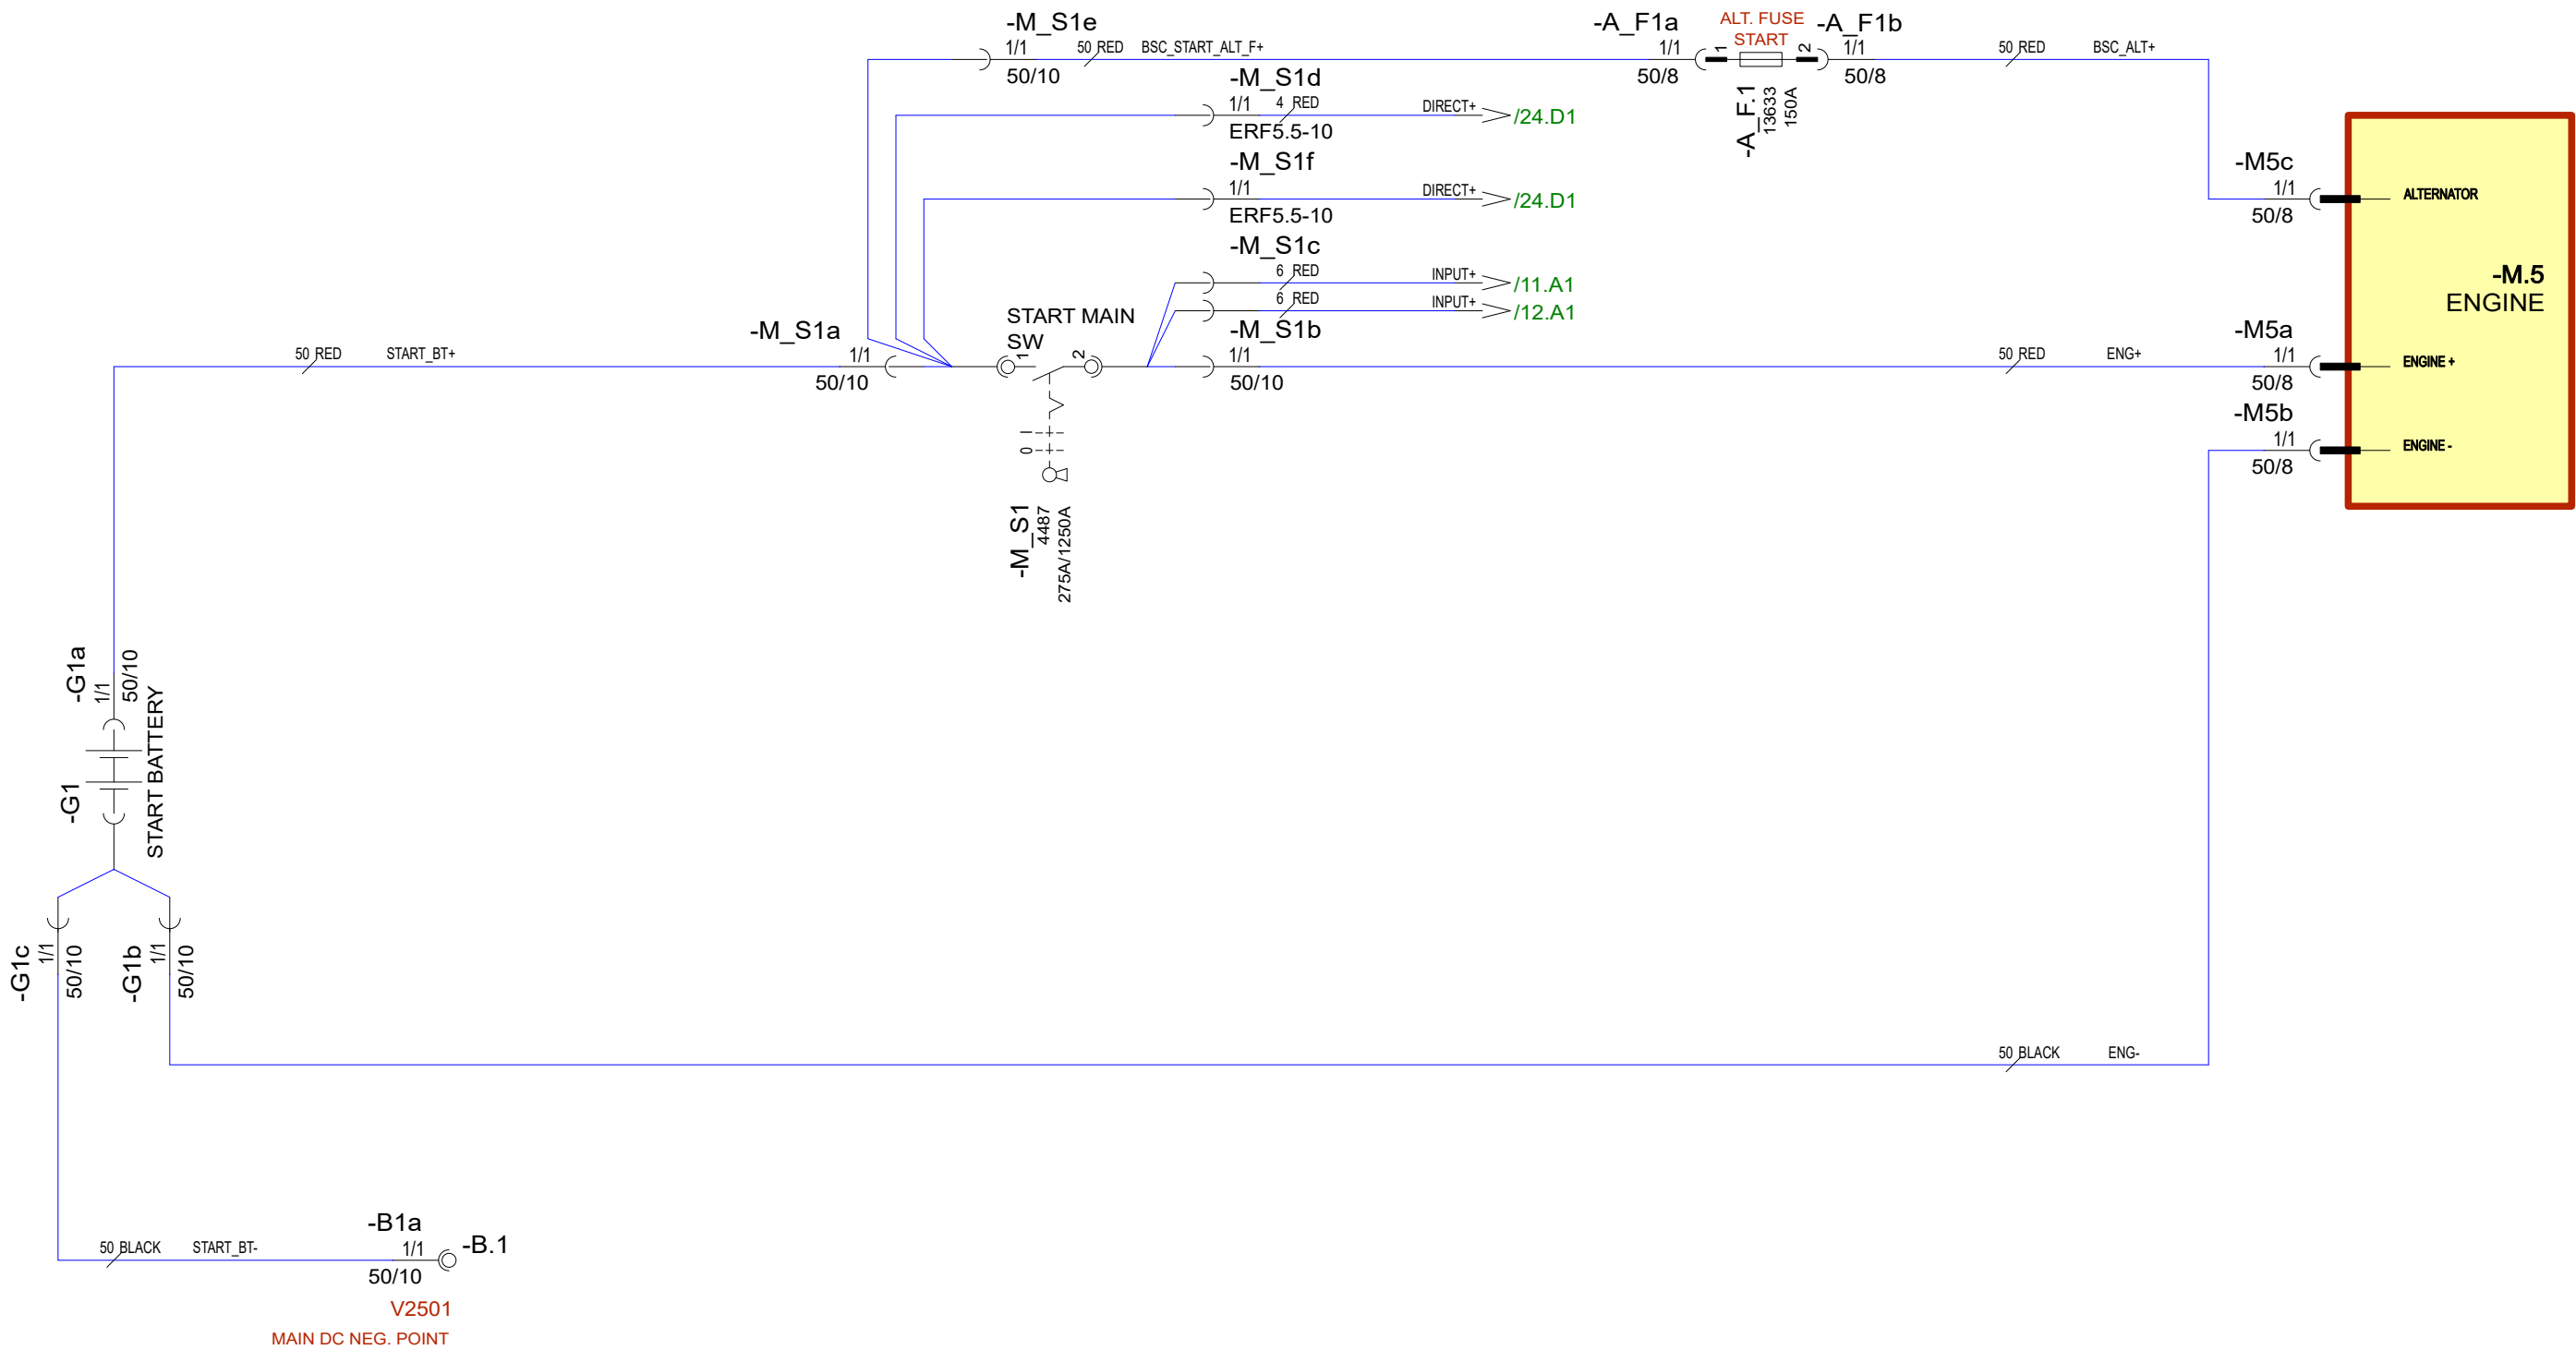 -M_S1e
1/1
50 RED
BSC_START_ALT_F+
50/10
-A_F1a
1/1
50/8
ALT. FUSE
START
1
2
-A_F.1
13633
150A
-A_F1b
1/1
50/8
50 RED
BSC_ALT+
-M_S1d
1/1
4 RED
DIRECT+
/24.D1
ERF5.5-10
-M_S1f
1/1
DIRECT+
/24.D1
ERF5.5-10
-M_S1c
6 RED
INPUT+
/11.A1
6 RED
INPUT+
/12.A1
-M5c
1/1
50/8
ALTERNATOR
-M.5
ENGINE
-M_S1a
1/1
50/10
50 RED
START_BT+
START MAIN
SW
1
2
I
0
-M_S1
4487
275A/1250A
-M_S1b
1/1
50/10
50 RED
ENG+
-M5a
1/1
50/8
ENGINE +
-M5b
1/1
50/8
ENGINE -
-G1a
1/1
50/10
-G1
START BATTERY
-G1c
1/1
50/10
-G1b
1/1
50/10
50 BLACK
ENG-
50 BLACK
START_BT-
-B1a
1/1
50/10
-B.1
V2501
MAIN DC NEG. POINT